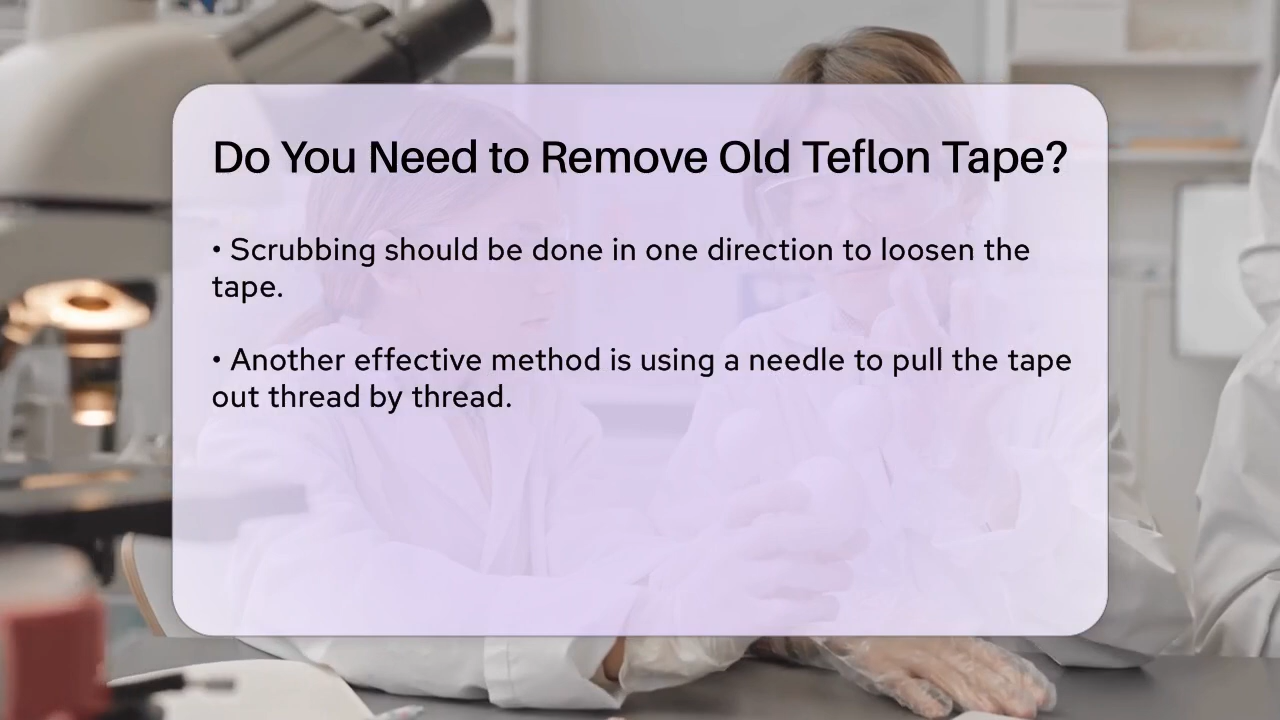 Do You Need to Remove Old Teflon Tape?
• Scrubbing should be done in one direction to loosen the
tape.
• Another effective method is using a needle to pull the tape
out thread by thread.